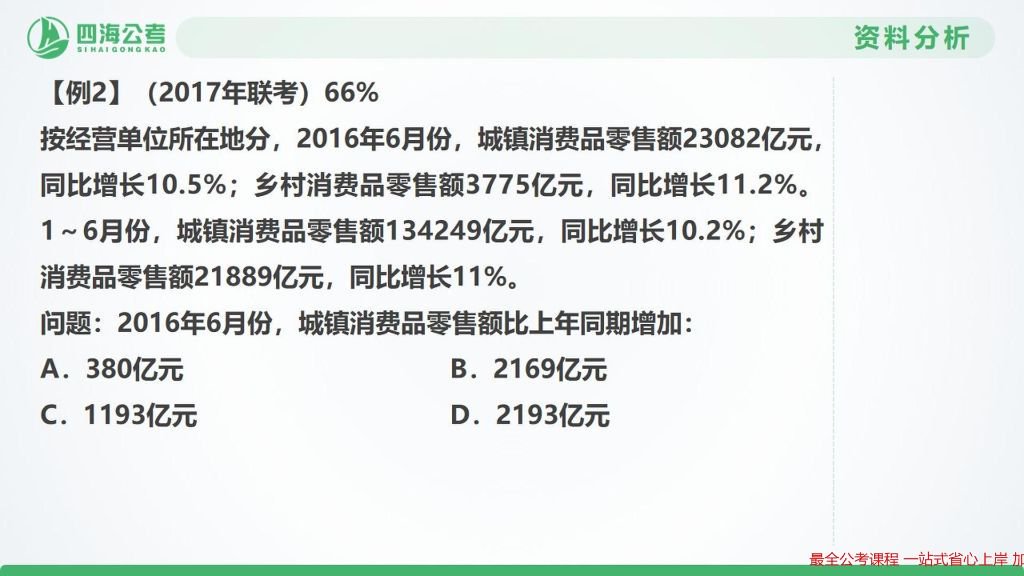 四海公考
SIHAIGONGKAO
资料分析
【例2】（2017年联考）66%
按经营单位所在地分，2016年6月份，城镇消费品零售额23082亿元，
同比增长10.5%；乡村消费品零售额3775亿元，同比增长11.2%。
1～6月份，城镇消费品零售额134249亿元，同比增长10.2%；乡村
消费品零售额21889亿元，同比增长11%。
问题：2016年6月份，城镇消费品零售额比上年同期增加：
A．380亿元 B．2169亿元
C．1193亿元 D．2193亿元
最全公考课程 一站式省心上岸 加